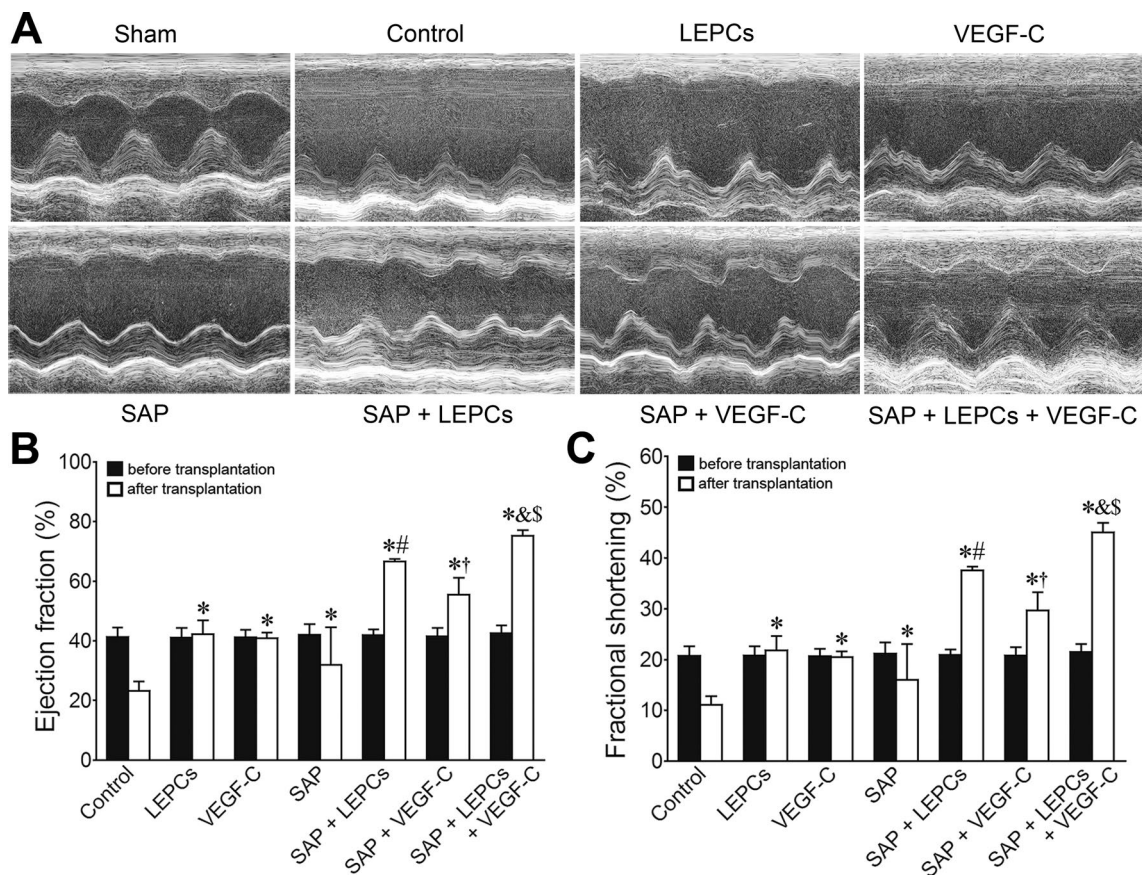 A
Sham
Control
LEPCs
VEGF-C
SAP
SAP + LEPCs
SAP + VEGF-C
SAP + LEPCs + VEGF-C
B
Ejection fraction (%)
100
80
60
40
20
0
before transplantation
after transplantation
*
*
*
*#
*†
*&$
Control
LEPCs
VEGF-C
SAP
SAP + LEPCs
SAP + VEGF-C
SAP + LEPCs
+ VEGF-C
C
Fractional shortening (%)
60
50
40
30
20
10
0
before transplantation
after transplantation
*
*
*
*#
*†
*&$
Control
LEPCs
VEGF-C
SAP
SAP + LEPCs
SAP + VEGF-C
SAP + LEPCs
+ VEGF-C